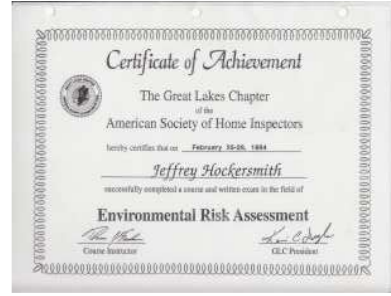 Certificate of Achievement
The Great Lakes Chapter
of the
American Society of Home Inspectors
hereby certifies that on
Jeffrey Hockersmith
successfully completed a course and written exam in the field of
Environmental Risk Assessment
Course Instructor
GLC President